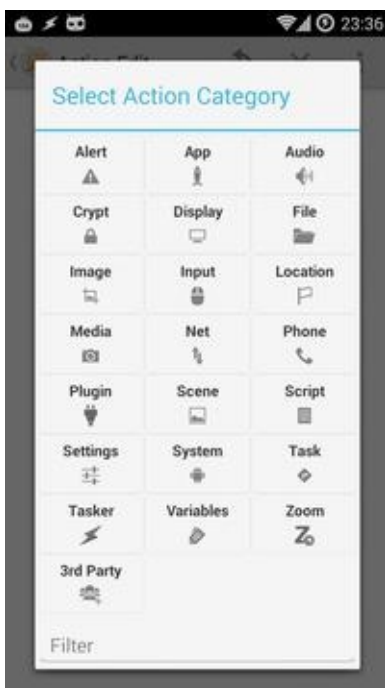 23:36
Select Action Category
Alert App Audio
Crypt Display File
Image Input Location
Media Net Phone
Plugin Scene Script
Settings System Task
Tasker Variables Zoom
3rd Party
Filter